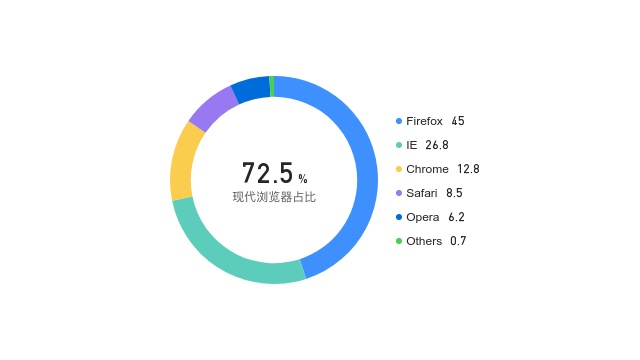 72.5 %
现代浏览器占比
Firefox 45
IE 26.8
Chrome 12.8
Safari 8.5
Opera 6.2
Others 0.7